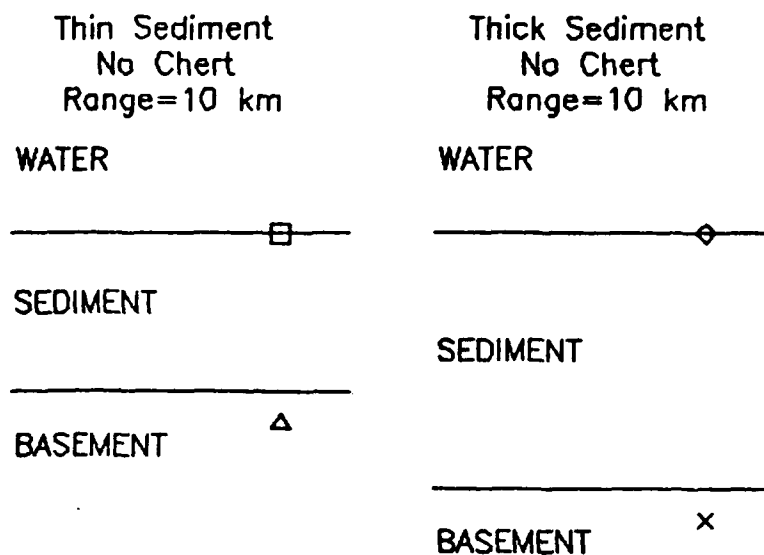 Thin Sediment
No Chert
Range=10 km
WATER
SEDIMENT
BASEMENT
Thick Sediment
No Chert
Range=10 km
WATER
SEDIMENT
BASEMENT